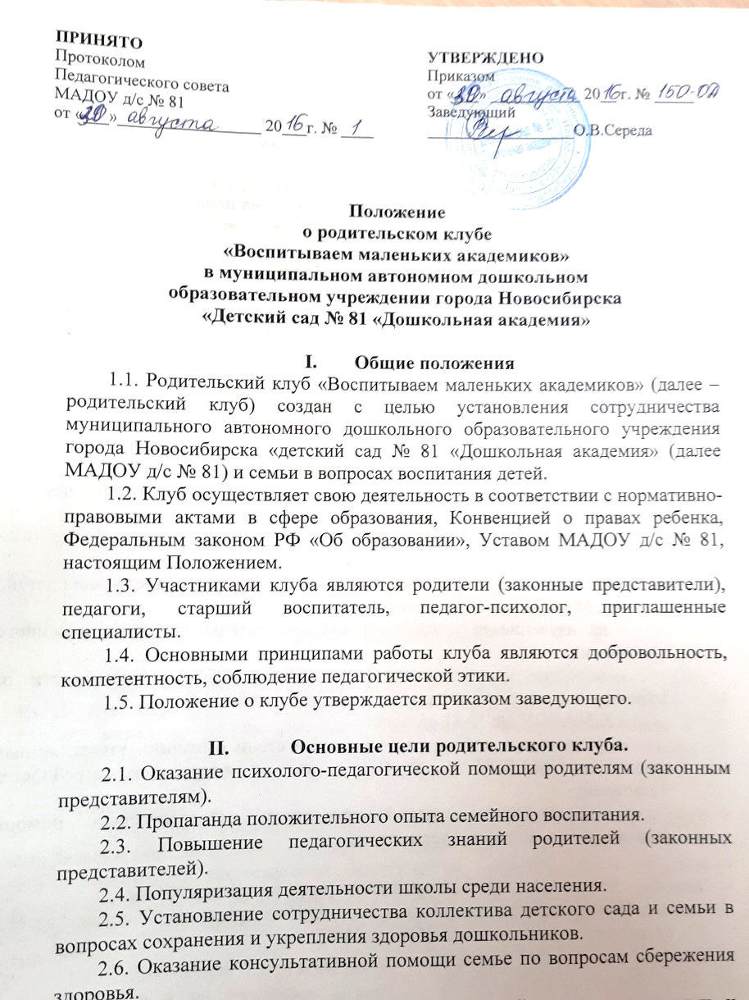 ПРИНЯТО
Протоколом
Педагогического совета
МАДОУ д/с № 81
от «30» августа 2016 г. № 1
УТВЕРЖДЕНО
Приказом
от «30» августа 2016 г. № 150-ОД
Заведующий
О.В.Середа
Положение
о родительском клубе
«Воспитываем маленьких академиков»
в муниципальном автономном дошкольном
образовательном учреждении города Новосибирска
«Детский сад № 81 «Дошкольная академия»
I. Общие положения
1.1. Родительский клуб «Воспитываем маленьких академиков» (далее –
родительский клуб) создан с целью установления сотрудничества
муниципального автономного дошкольного образовательного учреждения
города Новосибирска «детский сад № 81 «Дошкольная академия» (далее
МАДОУ д/с № 81) и семьи в вопросах воспитания детей.
1.2. Клуб осуществляет свою деятельность в соответствии с нормативно-
правовыми актами в сфере образования, Конвенцией о правах ребенка,
Федеральным законом РФ «Об образовании», Уставом МАДОУ д/с № 81,
настоящим Положением.
1.3. Участниками клуба являются родители (законные представители),
педагоги, старший воспитатель, педагог-психолог, приглашенные
специалисты.
1.4. Основными принципами работы клуба являются добровольность,
компетентность, соблюдение педагогической этики.
1.5. Положение о клубе утверждается приказом заведующего.
II. Основные цели родительского клуба.
2.1. Оказание психолого-педагогической помощи родителям (законным
представителям).
2.2. Пропаганда положительного опыта семейного воспитания.
2.3. Повышение педагогических знаний родителей (законных
представителей).
2.4. Популяризация деятельности школы среди населения.
2.5. Установление сотрудничества коллектива детского сада и семьи в
вопросах сохранения и укрепления здоровья дошкольников.
2.6. Оказание консультативной помощи семье по вопросам сбережения
здоровья.